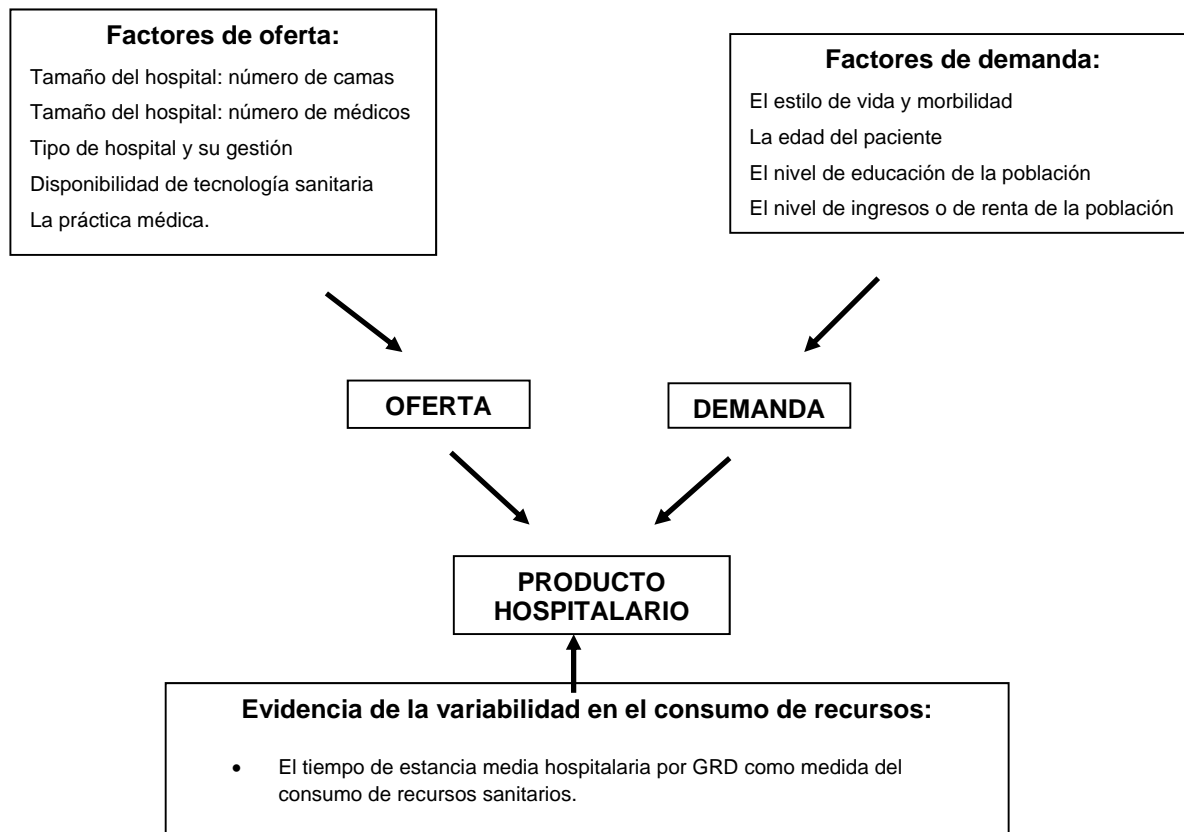 Factores de oferta:
Tamaño del hospital: número de camas
Tamaño del hospital: número de médicos
Tipo de hospital y su gestión
Disponibilidad de tecnología sanitaria
La práctica médica.
Factores de demanda:
El estilo de vida y morbilidad
La edad del paciente
El nivel de educación de la población
El nivel de ingresos o de renta de la población
OFERTA
DEMANDA
PRODUCTO
HOSPITALARIO
Evidencia de la variabilidad en el consumo de recursos:
• El tiempo de estancia media hospitalaria por GRD como medida del
consumo de recursos sanitarios.